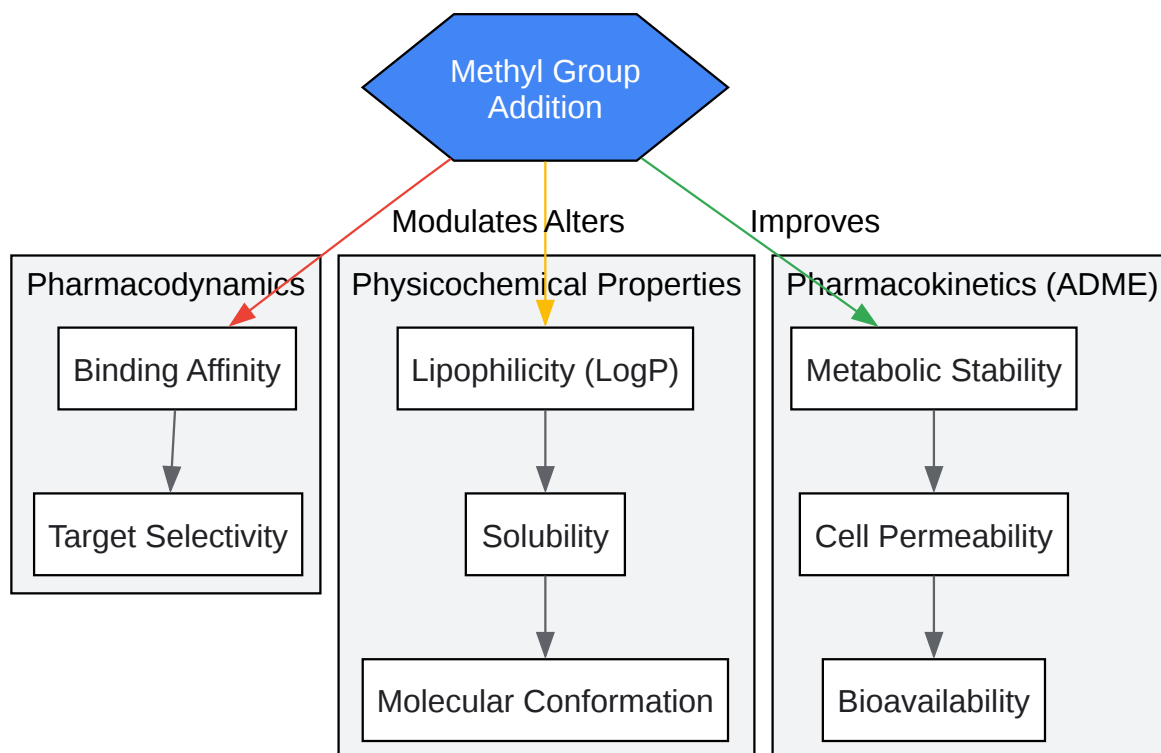 Methyl Group
Addition
Modulates
Alters
Improves
Pharmacodynamics
Binding Affinity
Target Selectivity
Physicochemical Properties
Lipophilicity (LogP)
Solubility
Molecular Conformation
Pharmacokinetics (ADME)
Metabolic Stability
Cell Permeability
Bioavailability